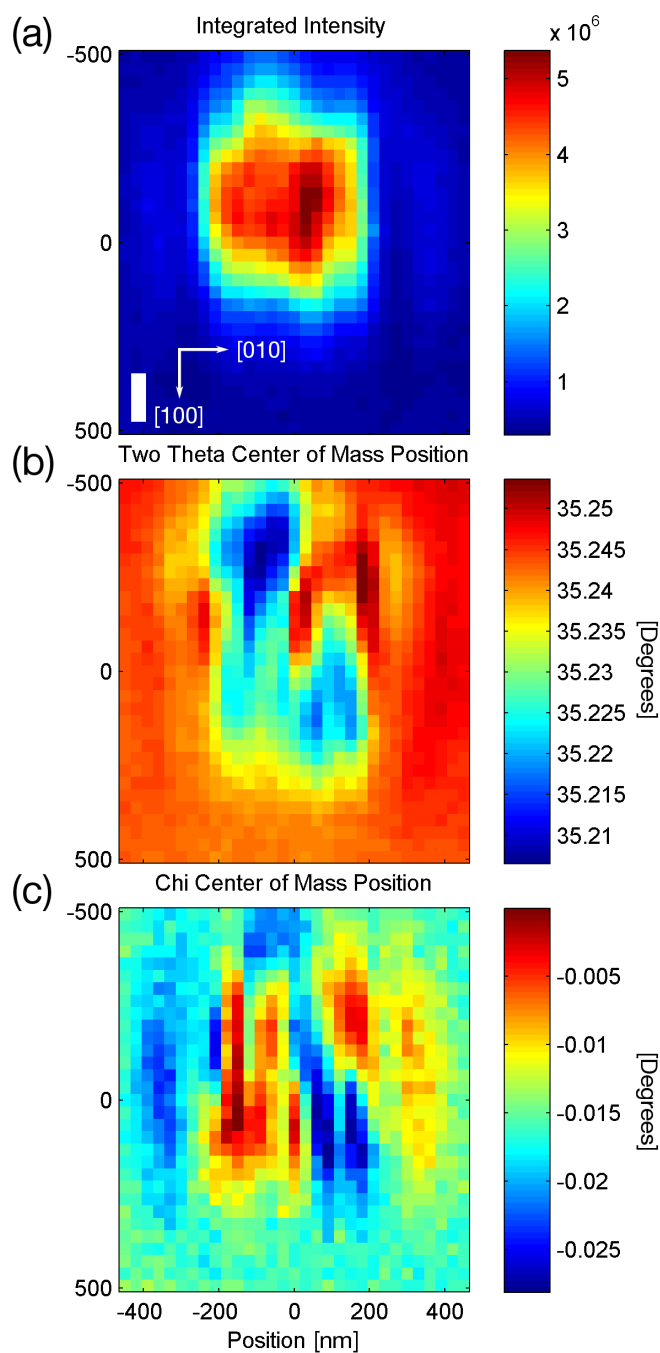 (a)
Integrated Intensity
x 10^6
-500
0
500
[010]
[100]
5
4
3
2
1
(b)
Two Theta Center of Mass Position
-500
0
500
35.25
35.245
35.24
35.235
35.23
35.225
35.22
35.215
35.21
[Degrees]
(c)
Chi Center of Mass Position
-500
0
500
-0.005
-0.01
-0.015
-0.02
-0.025
[Degrees]
-400 -200 0 200 400
Position [nm]